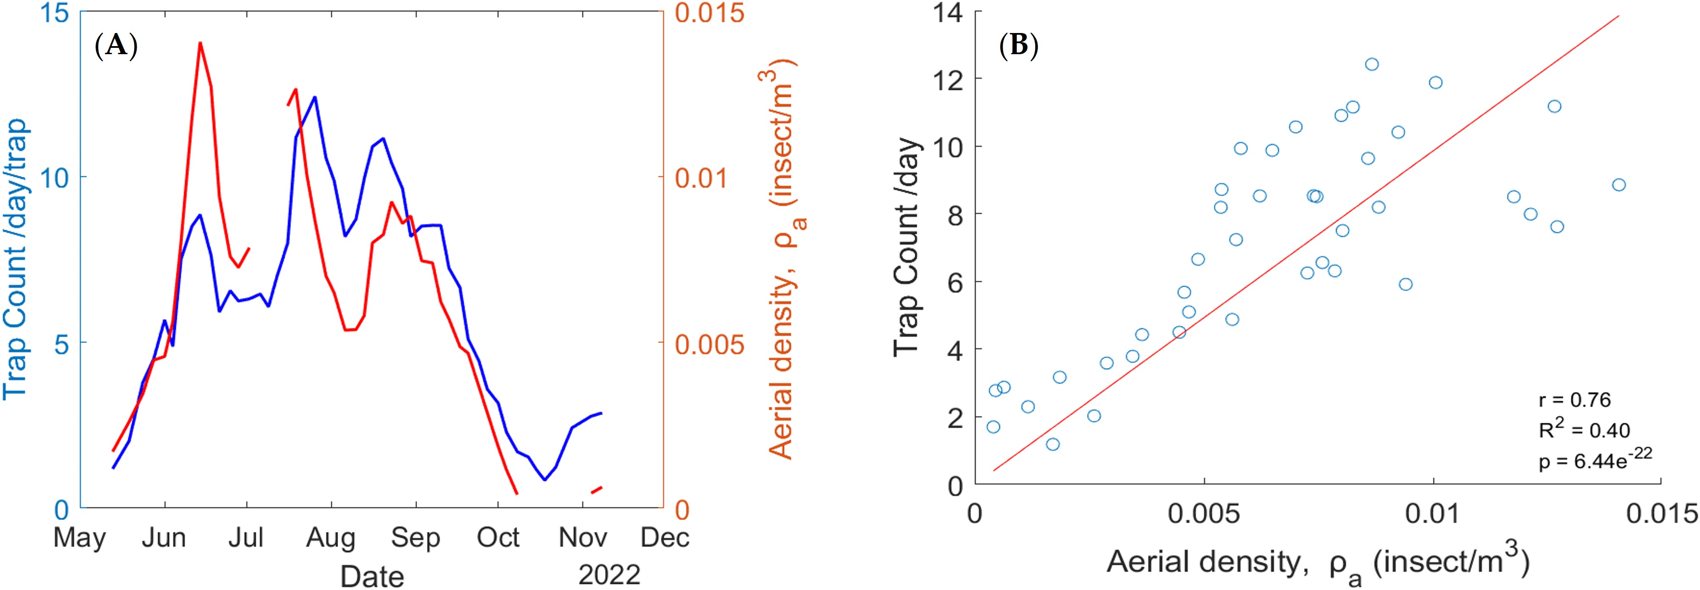 (A)
Trap Count /day/trap
15
10
5
0
May Jun Jul Aug Sep Oct Nov Dec
Date
2022
0.015
0.01
0.005
0
Aerial density, ρa (insect/m3)
(B)
Trap Count /day
14
12
10
8
6
4
2
0
0 0.005 0.01 0.015
Aerial density, ρa (insect/m3)
r = 0.76
R2 = 0.40
p = 6.44e-22